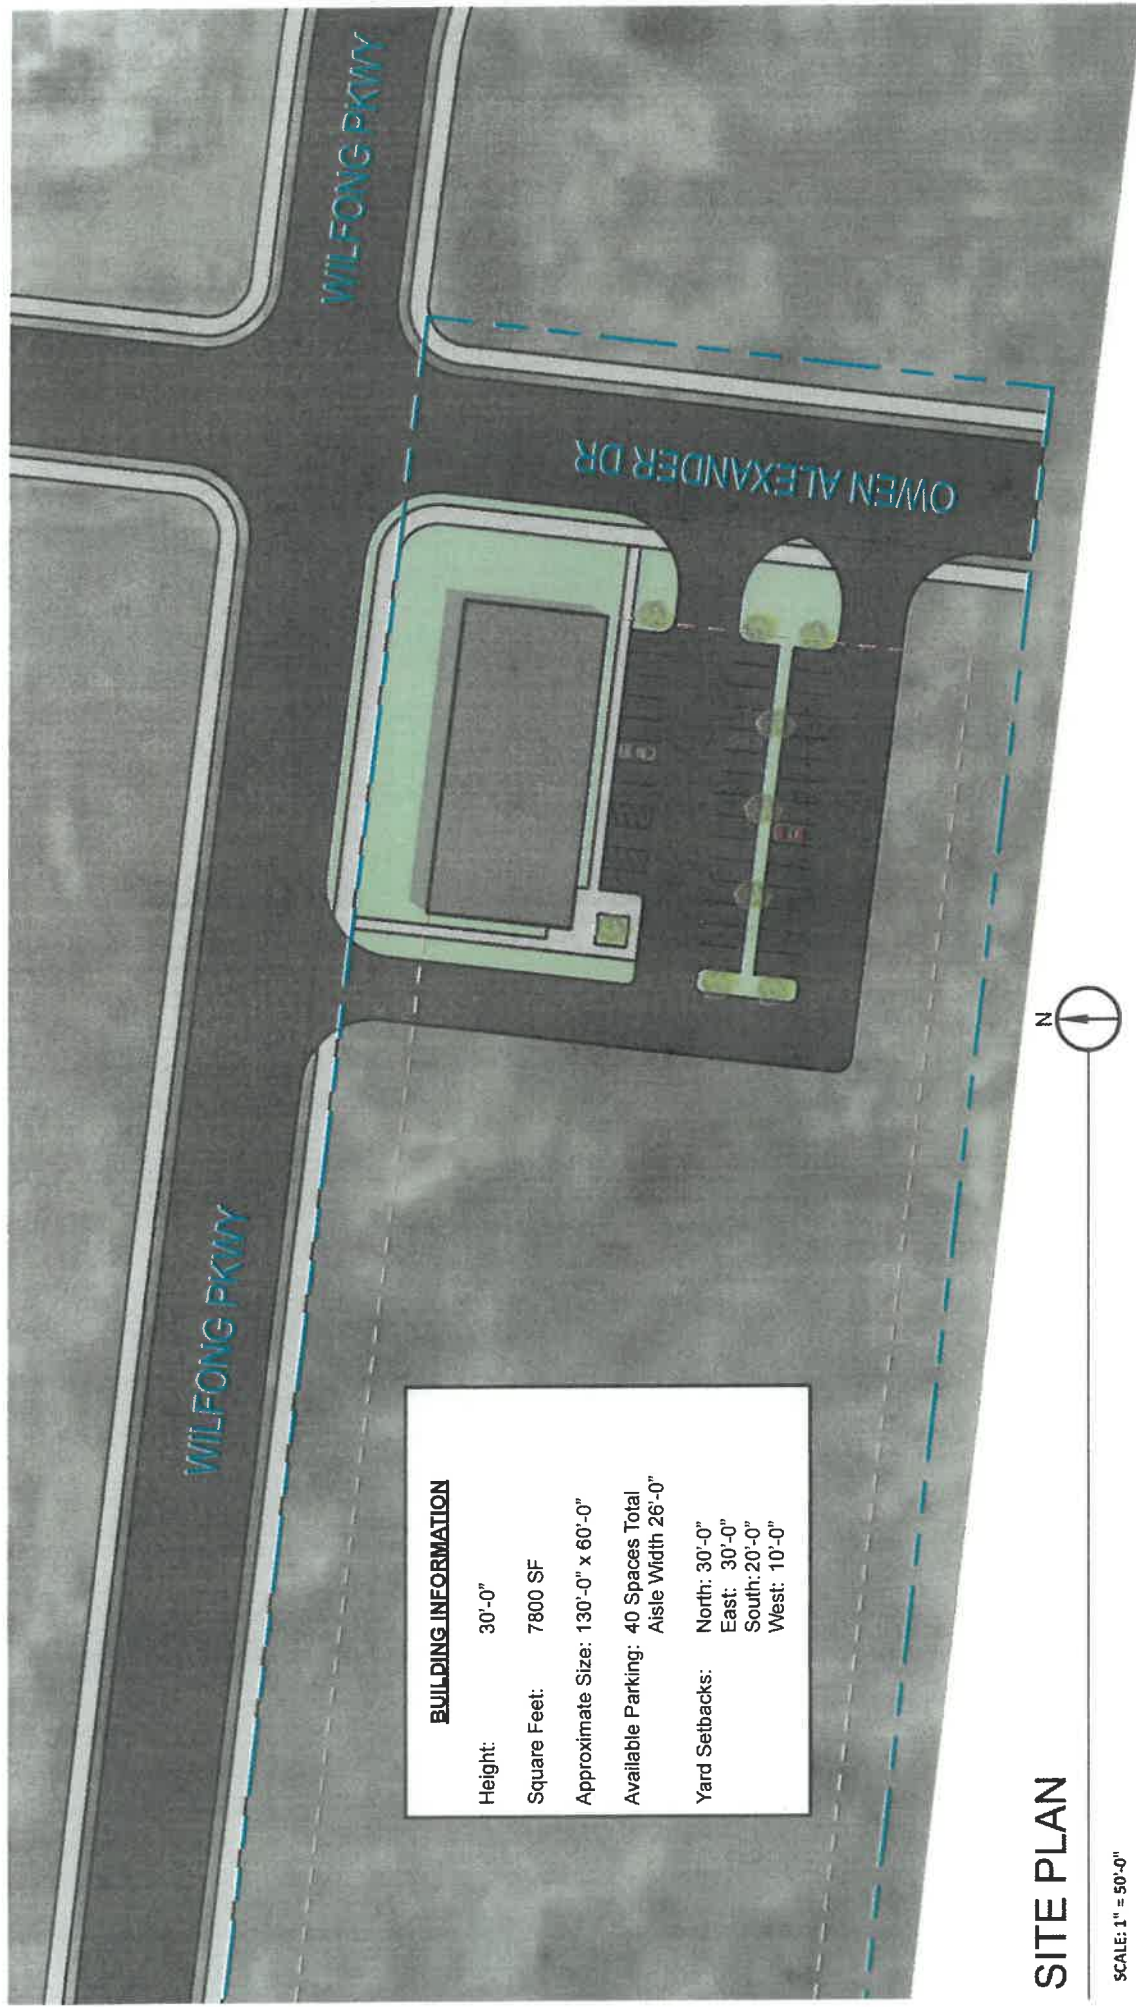 WILFONG PKWY
WILFONG PKWY
OWEN ALEXANDER DR
BUILDING INFORMATION
Height: 30'-0"
Square Feet: 7800 SF
Approximate Size: 130'-0" x 60'-0"
Available Parking: 40 Spaces Total
Aisle Width 26'-0"
Yard Setbacks: North: 30'-0"
East: 30'-0"
South: 20'-0"
West: 10'-0"
N
SITE PLAN
SCALE: 1" = 50'-0"